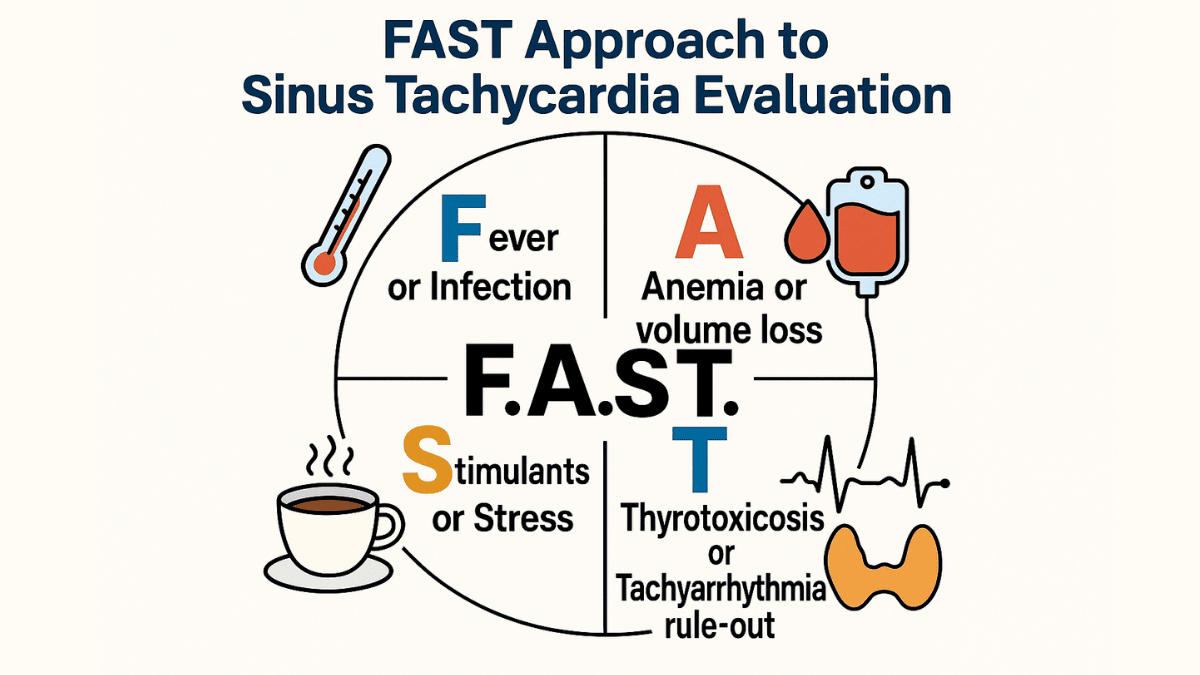 FAST Approach to
Sinus Tachycardia Evaluation
Fever
or Infection
A
Anemia or
volume loss
F.A.S.T.
Stimulants
or Stress
T
Thyrotoxicosis
or
Tachyarrhythmia
rule-out